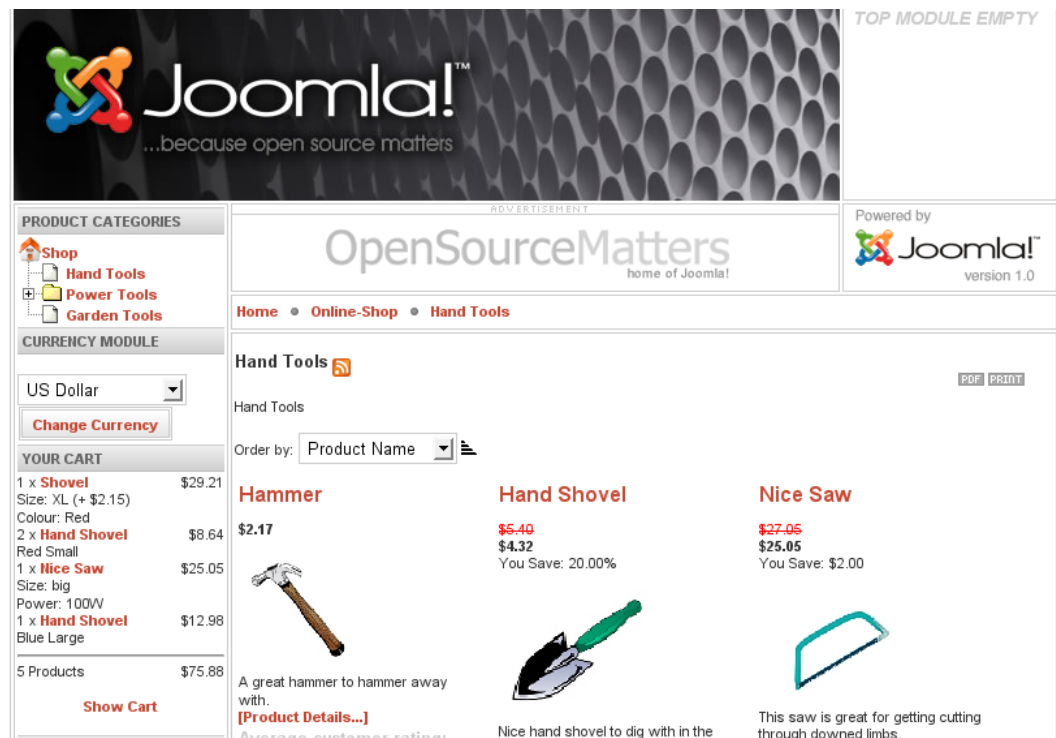 TOP MODULE EMPTY
Joomla!™
...because open source matters
PRODUCT CATEGORIES
Shop
Hand Tools
Power Tools
Garden Tools
CURRENCY MODULE
US Dollar
Change Currency
YOUR CART
1 x Shovel $29.21
Size: XL (+ $2.15)
Colour: Red
2 x Hand Shovel $8.64
Red Small
1 x Nice Saw $25.05
Size: big
Power: 100W
1 x Hand Shovel $12.98
Blue Large
5 Products $75.88
Show Cart
ADVERTISEMENT
OpenSourceMatters
home of Joomla!
Powered by
Joomla!™
version 1.0
Home Online-Shop Hand Tools
Hand Tools
PDF PRINT
Hand Tools
Order by: Product Name
Hammer
$2.17
A great hammer to hammer away
with.
[Product Details...]
Average customer rating:
Hand Shovel
$5.40
$4.32
You Save: 20.00%
Nice hand shovel to dig with in the
Nice Saw
$27.05
$25.05
You Save: $2.00
This saw is great for getting cutting
through downed limbs.